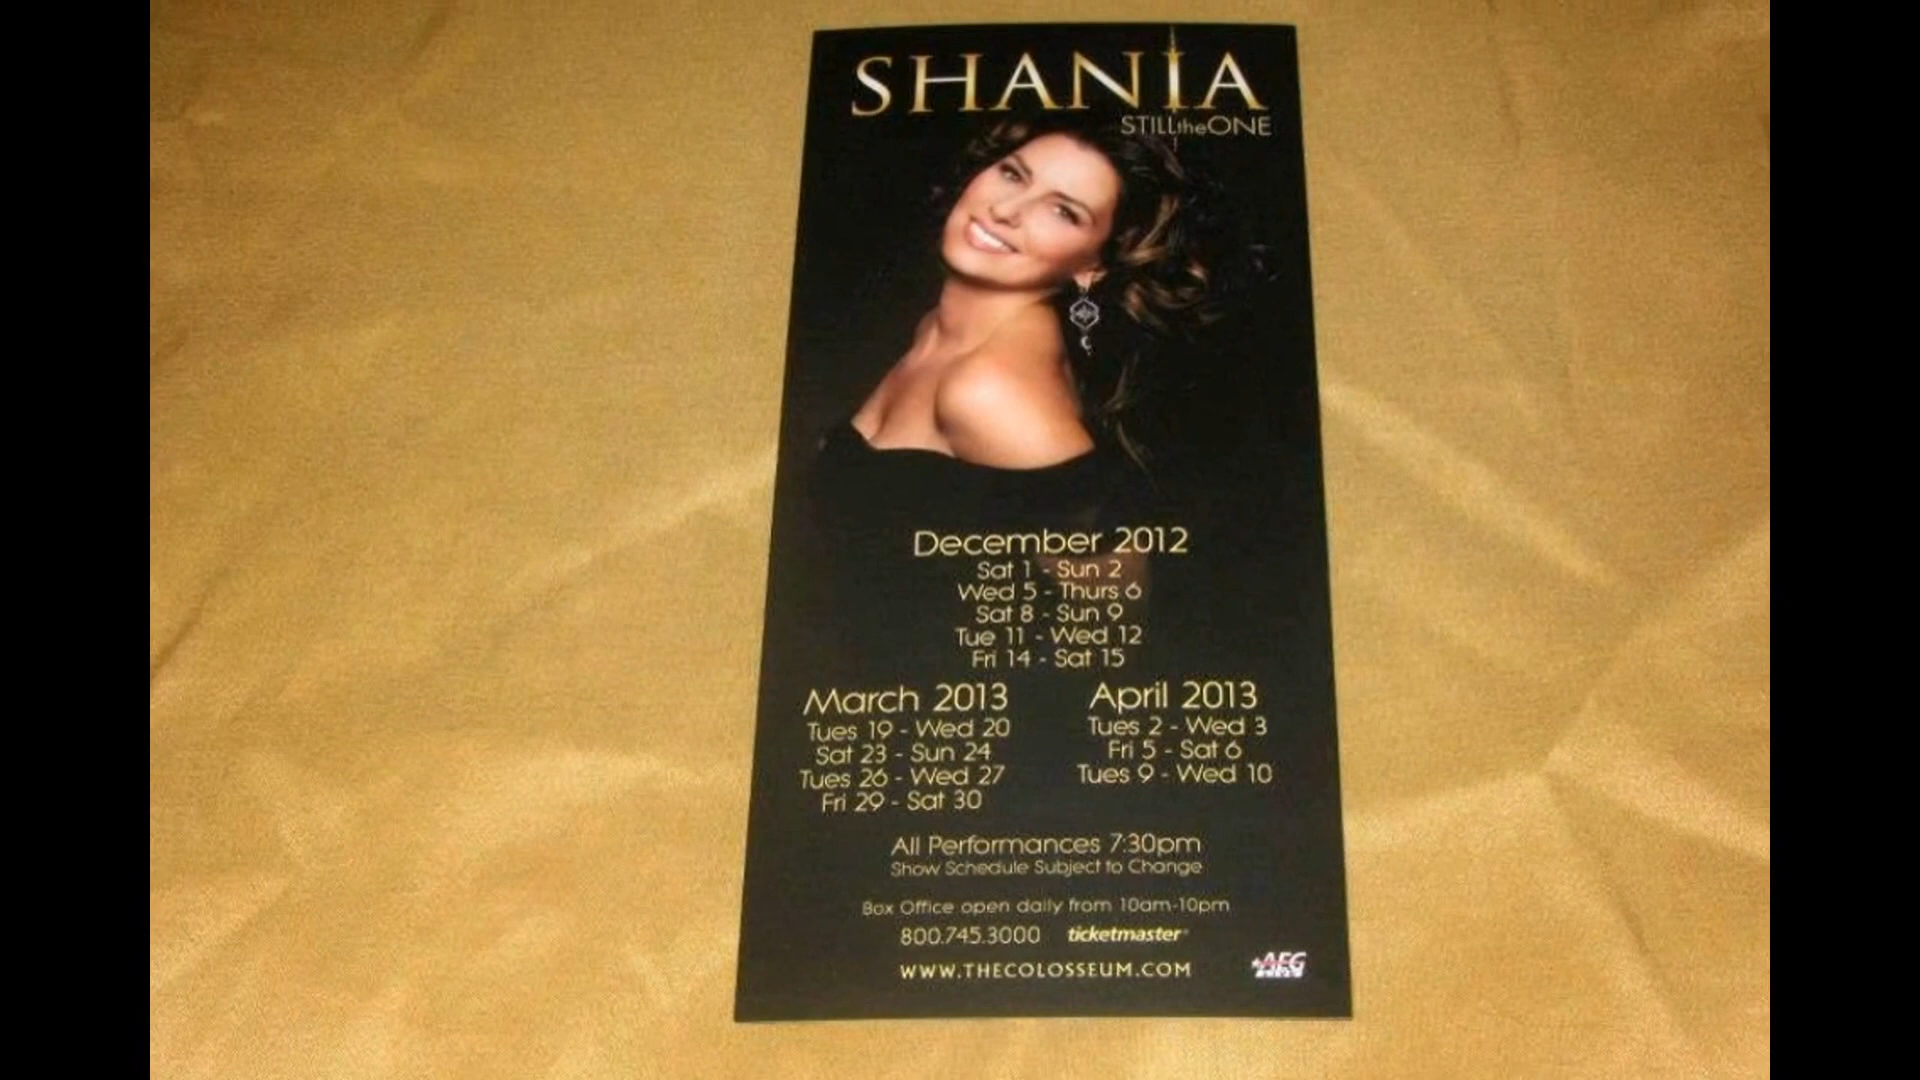 SHANIA
STILLtheONE
December 2012
Sat 1 - Sun 2
Wed 5 - Thurs 6
Sat 8 - Sun 9
Tue 11 - Wed 12
Fri 14 - Sat 15
March 2013
Tues 19 - Wed 20
Sat 23 - Sun 24
Tues 26 - Wed 27
Fri 29 - Sat 30
April 2013
Tues 2 - Wed 3
Fri 5 - Sat 6
Tues 9 - Wed 10
All Performances 7:30pm
Show Schedule Subject to Change
Box Office open daily from 10am-10pm
800.745.3000 ticketmaster
WWW.THECOLOSSEUM.COM
AEG